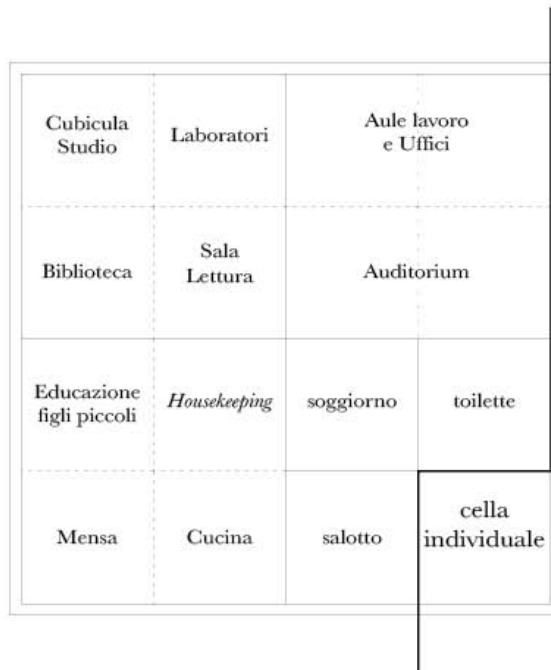 Cubicula
Studio
Laboratori
Aule lavoro
e Uffici
Biblioteca
Sala
Lettura
Auditorium
Educazione
figli piccoli
Housekeeping
soggiorno
toilette
Mensa
Cucina
salotto
cella
individuale